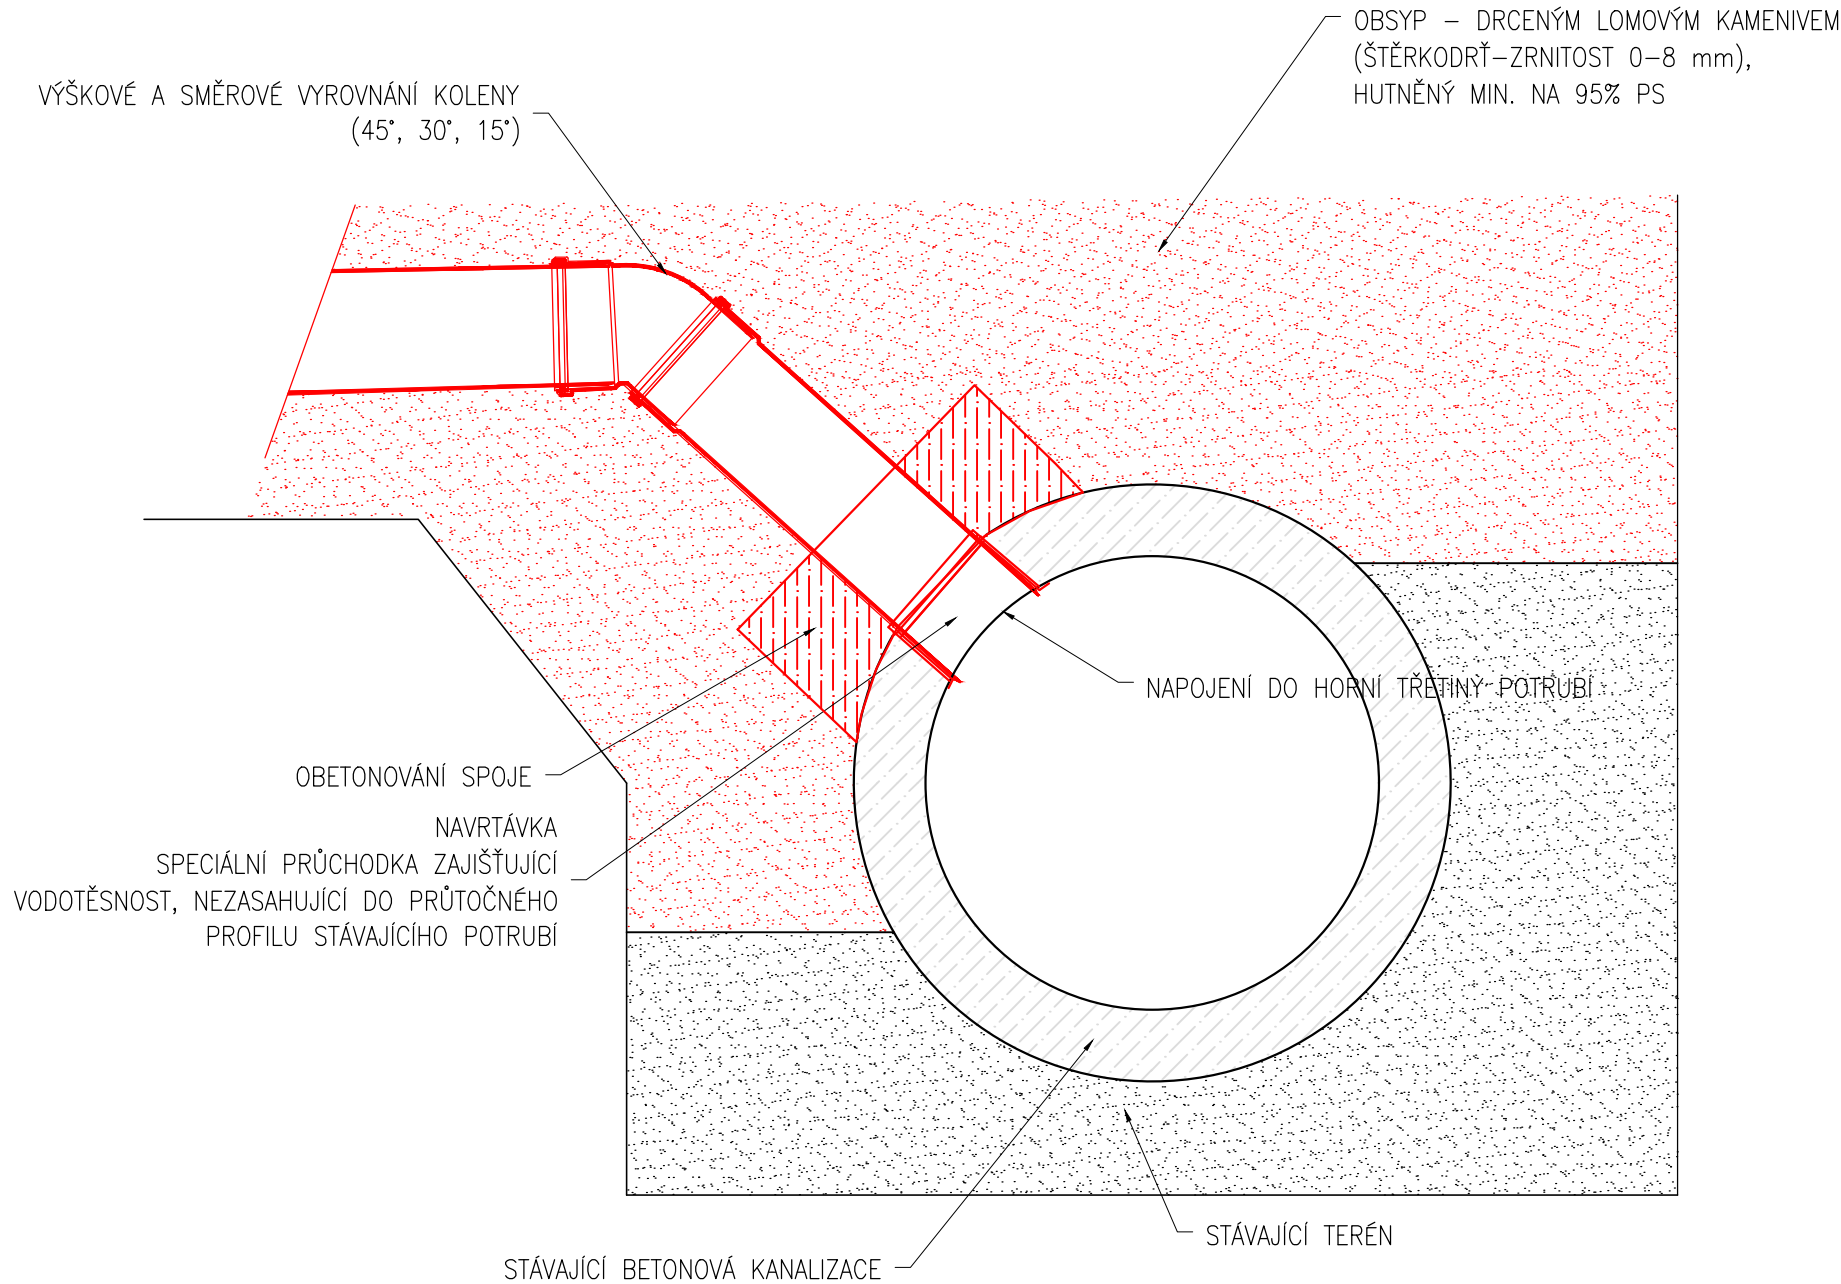 OBSYP – DRCENÝM LOMOVÝM KAMENIVEM
(ŠTĚRKODRŤ–ZRNITOST 0–8 mm),
HUTNĚNÝ MIN. NA 95% PS
VÝŠKOVÉ A SMĚROVÉ VYROVNÁNÍ KOLENY
(45°, 30°, 15°)
NAPOJENÍ DO HORNÍ TŘETINY POTRUBÍ
OBETONOVÁNÍ SPOJE
NAVRTÁVKA
SPECIÁLNÍ PRŮCHODKA ZAJIŠŤUJÍCÍ
VODOTĚSNOST, NEZASAHUJÍCÍ DO PRŮTOČNÉHO
PROFILU STÁVAJÍCÍHO POTRUBÍ
STÁVAJÍCÍ TERÉN
STÁVAJÍCÍ BETONOVÁ KANALIZACE